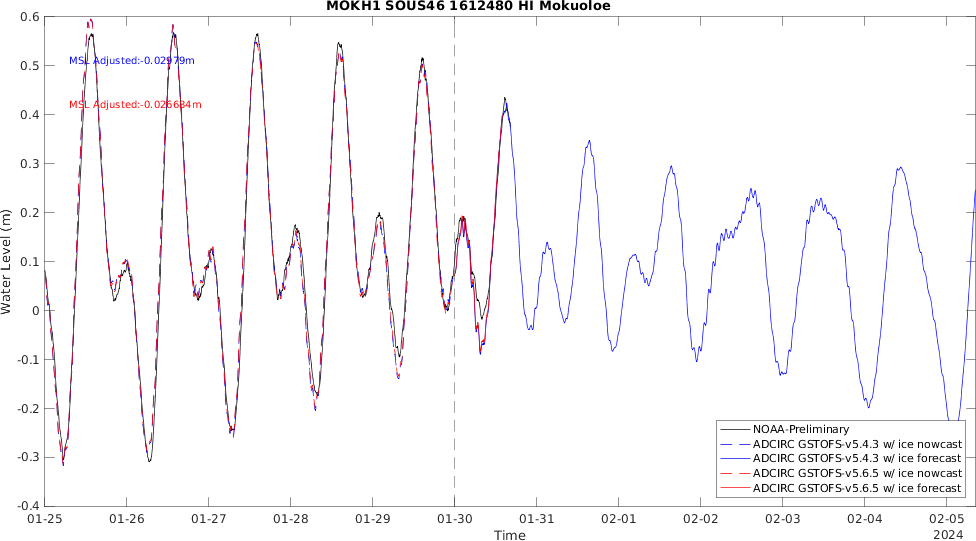 MOKH1 SOUS46 1612480 HI Mokuoloe
0.6
0.5
0.4
0.3
0.2
0.1
0
-0.1
-0.2
-0.3
-0.4
Water Level (m)
MSL Adjusted:-0.02979m
MSL Adjusted:-0.026684m
NOAA-Preliminary
ADCIRC GSTOFS-v5.4.3 w/ ice nowcast
ADCIRC GSTOFS-v5.4.3 w/ ice forecast
ADCIRC GSTOFS-v5.6.5 w/ ice nowcast
ADCIRC GSTOFS-v5.6.5 w/ ice forecast
01-25 01-26 01-27 01-28 01-29 01-30 01-31 02-01 02-02 02-03 02-04 02-05
2024
Time